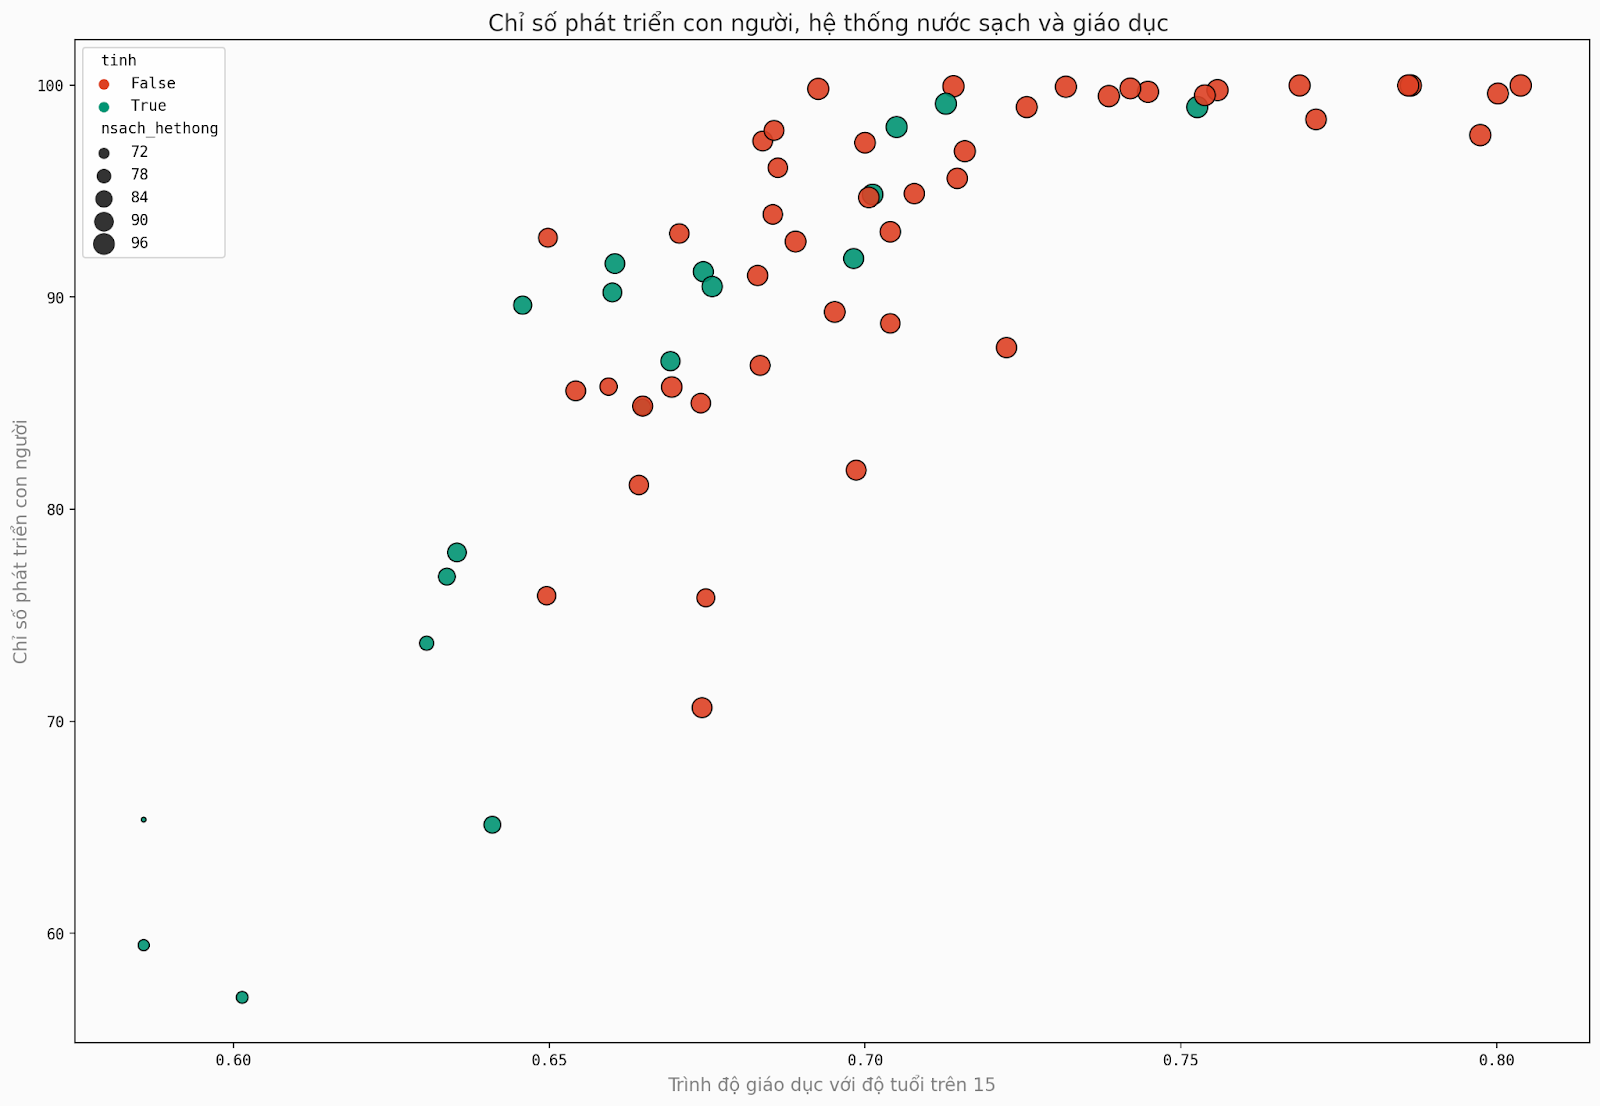 Chỉ số phát triển con người, hệ thống nước sạch và giáo dục
tinh
False
True
nsach_hethong
72
78
84
90
96
100
90
80
70
60
Chỉ số phát triển con người
0.60 0.65 0.70 0.75 0.80
Trình độ giáo dục với độ tuổi trên 15